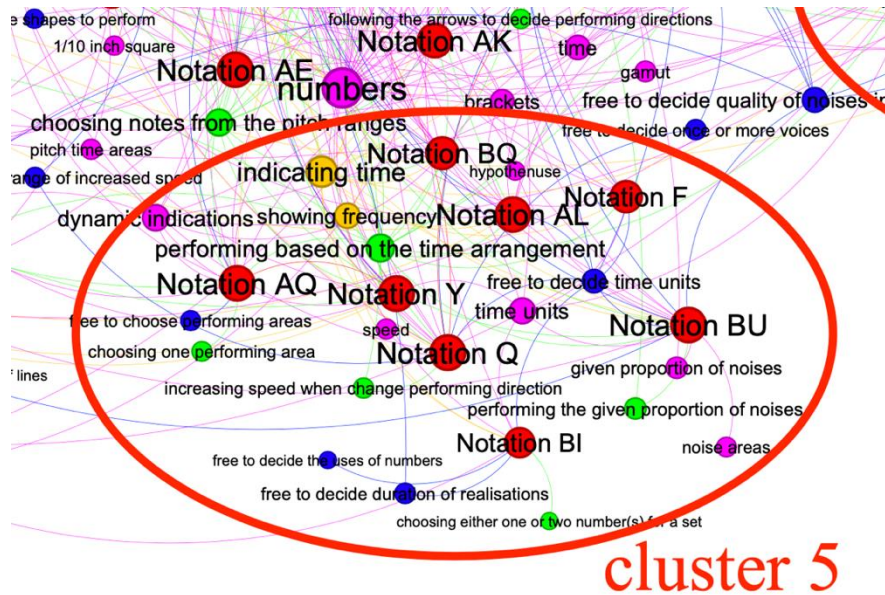 e shapes to perform
following the arrows to decide performing directions
1/10 inch square
Notation AK
time
Notation AE
gamut
numbers
brackets
free to decide quality of noises in
choosing notes from the pitch ranges
free to decide once or more voices
pitch time areas
Notation BQ
indicating time
hypothenuse
range of increased speed
Notation F
dynamic indications
showing frequency
Notation AL
performing based on the time arrangement
Notation AQ
Notation Y
free to decide time units
time units
free to choose performing areas
speed
Notation BU
choosing one performing area
Notation Q
given proportion of noises
f lines
increasing speed when change performing direction
performing the given proportion of noises
Notation BI
noise areas
free to decide the uses of numbers
free to decide duration of realisations
choosing either one or two number(s) for a set
cluster 5